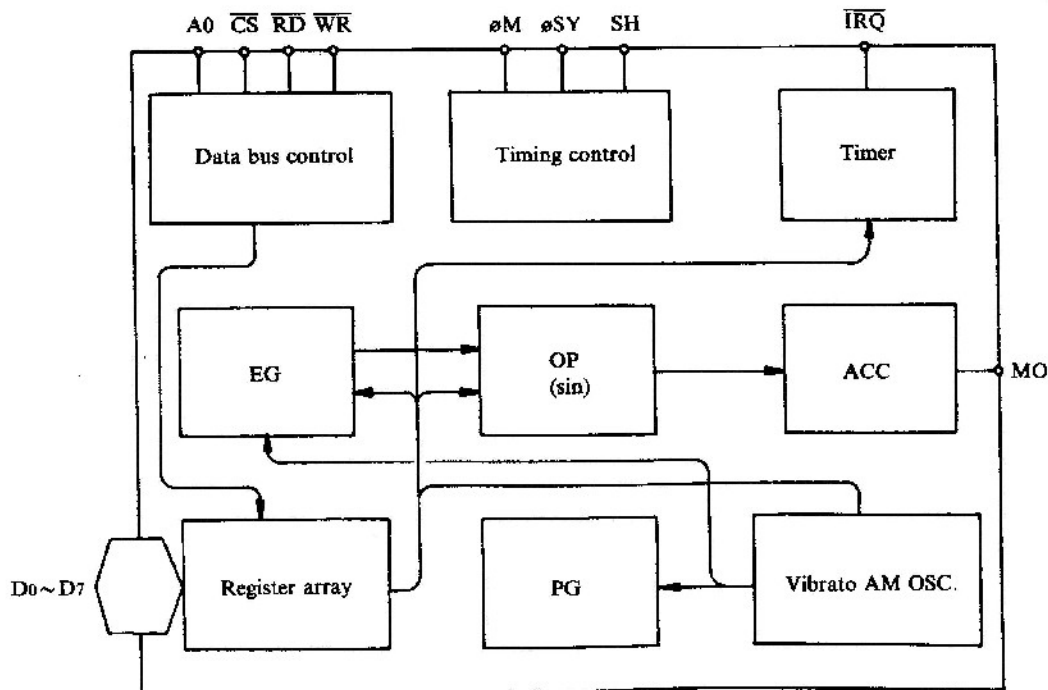 A0 CS RD WR øM øSY SH IRQ
Data bus control
Timing control
Timer
EG
OP
(sin)
ACC
MO
D0~D7
Register array
PG
Vibrato AM OSC.